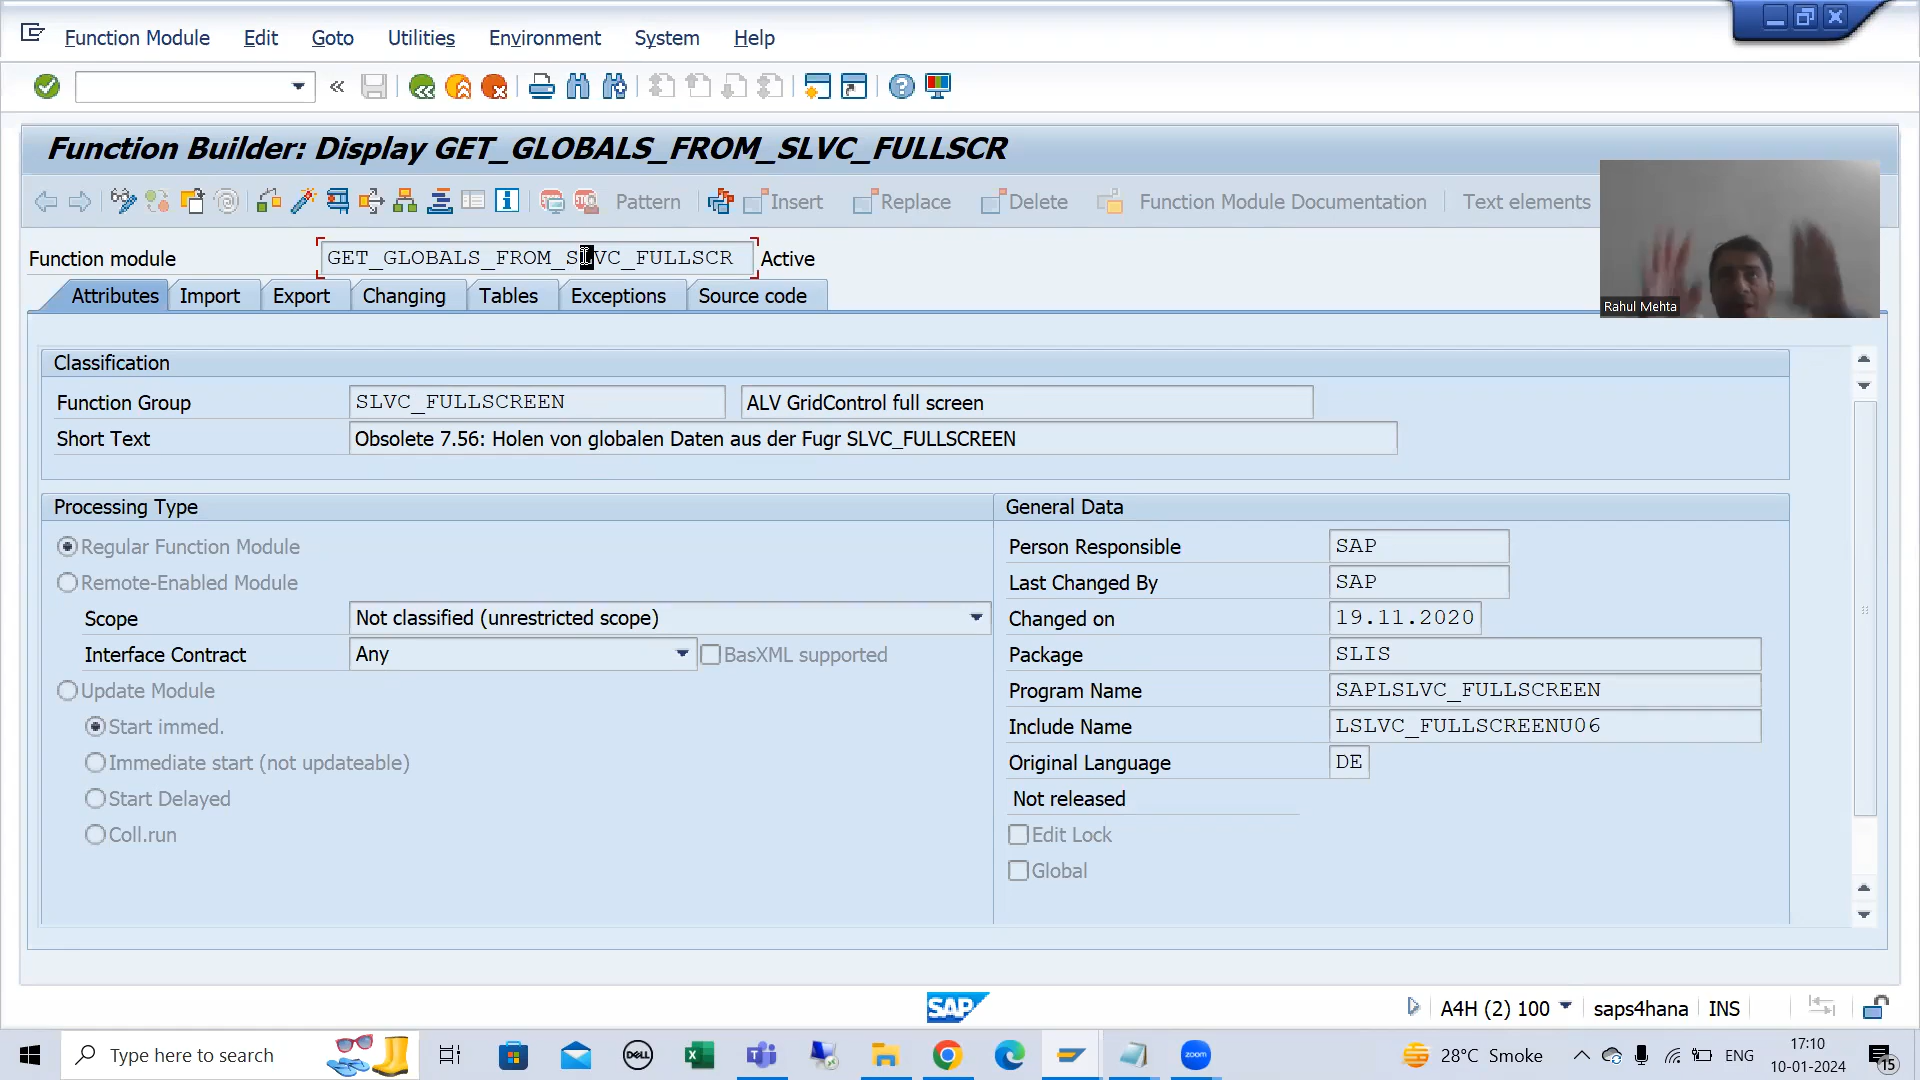 Function Module Edit Goto Utilities Environment System Help
Function Builder: Display GET_GLOBALS_FROM_SLVC_FULLSCR
Pattern Insert Replace Delete Function Module Documentation Text elements
Function module GET_GLOBALS_FROM_SLVC_FULLSCR Active
Attributes Import Export Changing Tables Exceptions Source code
Rahul Mehta
Classification
Function Group SLVC_FULLSCREEN ALV GridControl full screen
Short Text Obsolete 7.56: Holen von globalen Daten aus der Fugr SLVC_FULLSCREEN
Processing Type
Regular Function Module
Remote-Enabled Module
Scope Not classified (unrestricted scope)
Interface Contract Any BasXML supported
Update Module
Start immed.
Immediate start (not updateable)
Start Delayed
Coll.run
General Data
Person Responsible SAP
Last Changed By SAP
Changed on 19.11.2020
Package SLIS
Program Name SAPLSLVC_FULLSCREEN
Include Name LSLVC_FULLSCREENU06
Original Language DE
Not released
Edit Lock
Global
SAP
A4H (2) 100 saps4hana INS
Type here to search
DELL
zoom
28°C Smoke
ENG
17:10
10-01-2024
15